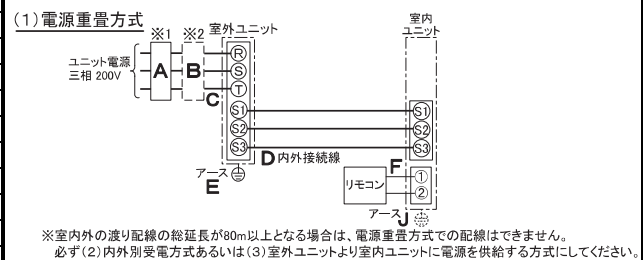 (1)電源重畳方式
※1
※2
室外ユニット
室内
ユニット
ユニット電源
三相 200V
A
B
C
R
S
T
S1
S2
S3
S1
S2
S3
D 内外接続線
アース
E
F
リモコン
①
②
アース J
※室内外の渡り配線の総延長が80m以上となる場合は、電源重畳方式での配線はできません。
必ず(2)内外別受電方式あるいは(3)室外ユニットより室内ユニットに電源を供給する方式にしてください。